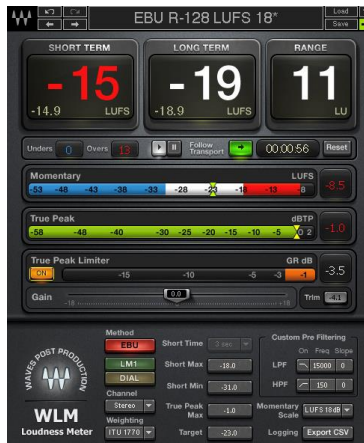 EBU R-128 LUFS 18*
Load
Save
SHORT TERM
-15
-14.9 LUFS
LONG TERM
-19
-18.9 LUFS
RANGE
11
LU
Unders 0 Overs 13 Follow Transport 00:00:56 Reset
Momentary LUFS
-53 -48 -43 -38 -33 -28 -23 -18 -13 -8
-8.5
True Peak dBTP
-58 -48 -40 -30 -25 -20 -15 -10 -5 0 2
-1.0
True Peak Limiter GR dB
ON -15 -10 -5 -3 -1
-3.5
Gain -18 0.0 +18 Trim -4.1
WAVES POST PRODUCTION
WLM
Loudness Meter
Method
EBU
LM1
DIAL
Channel
Stereo
Weighting
ITU 1770
Short Time 3 sec
Short Max -18.0
Short Min -31.0
True Peak Max -1.0
Target -23.0
Custom Pre Filtering
On Freq Slope
LPF 15000 0
HPF 150 0
Momentary Scale LUFS 18dB
Logging Export CSV